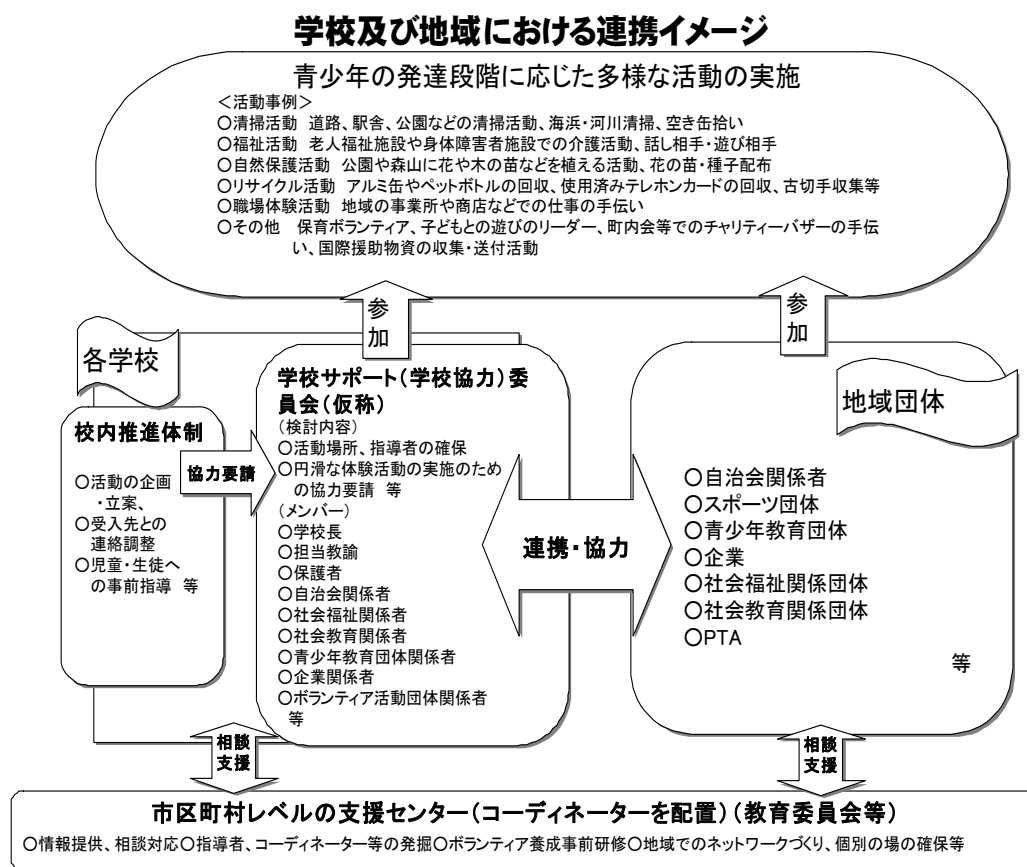 学校及び地域における連携イメージ
青少年の発達段階に応じた多様な活動の実施
＜活動事例＞
○清掃活動 道路、駅舎、公園などの清掃活動、海浜・河川清掃、空き缶拾い
○福祉活動 老人福祉施設や身体障害者施設での介護活動、話し相手・遊び相手
○自然保護活動 公園や森山に花や木の苗などを植える活動、花の苗・種子配布
○リサイクル活動 アルミ缶やペットボトルの回収、使用済みテレホンカードの回収、古切手収集等
○職場体験活動 地域の事業所や商店などでの仕事の手伝い
○その他 保育ボランティア、子どもとの遊びのリーダー、町内会等でのチャリティーバザーの手伝
い、国際援助物資の収集・送付活動
参
加
参
加
各学校
校内推進体制
○活動の企画
・立案、
○受入先との
連絡調整
○児童・生徒へ
の事前指導 等
協力要請
学校サポート（学校協力）委
員会（仮称）
（検討内容）
○活動場所、指導者の確保
○円滑な体験活動の実施のため
の協力要請 等
（メンバー）
○学校長
○担当教諭
○保護者
○自治会関係者
○社会福祉関係者
○社会教育関係者
○青少年教育団体関係者
○企業関係者
○ボランティア活動団体関係者
等
連携・協力
地域団体
○自治会関係者
○スポーツ団体
○青少年教育団体
○企業
○社会福祉関係団体
○社会教育関係団体
○PTA
等
相談
支援
相談
支援
市区町村レベルの支援センター（コーディネーターを配置）（教育委員会等）
○情報提供、相談対応○指導者、コーディネーター等の発掘○ボランティア養成事前研修○地域でのネットワークづくり、個別の場の確保等